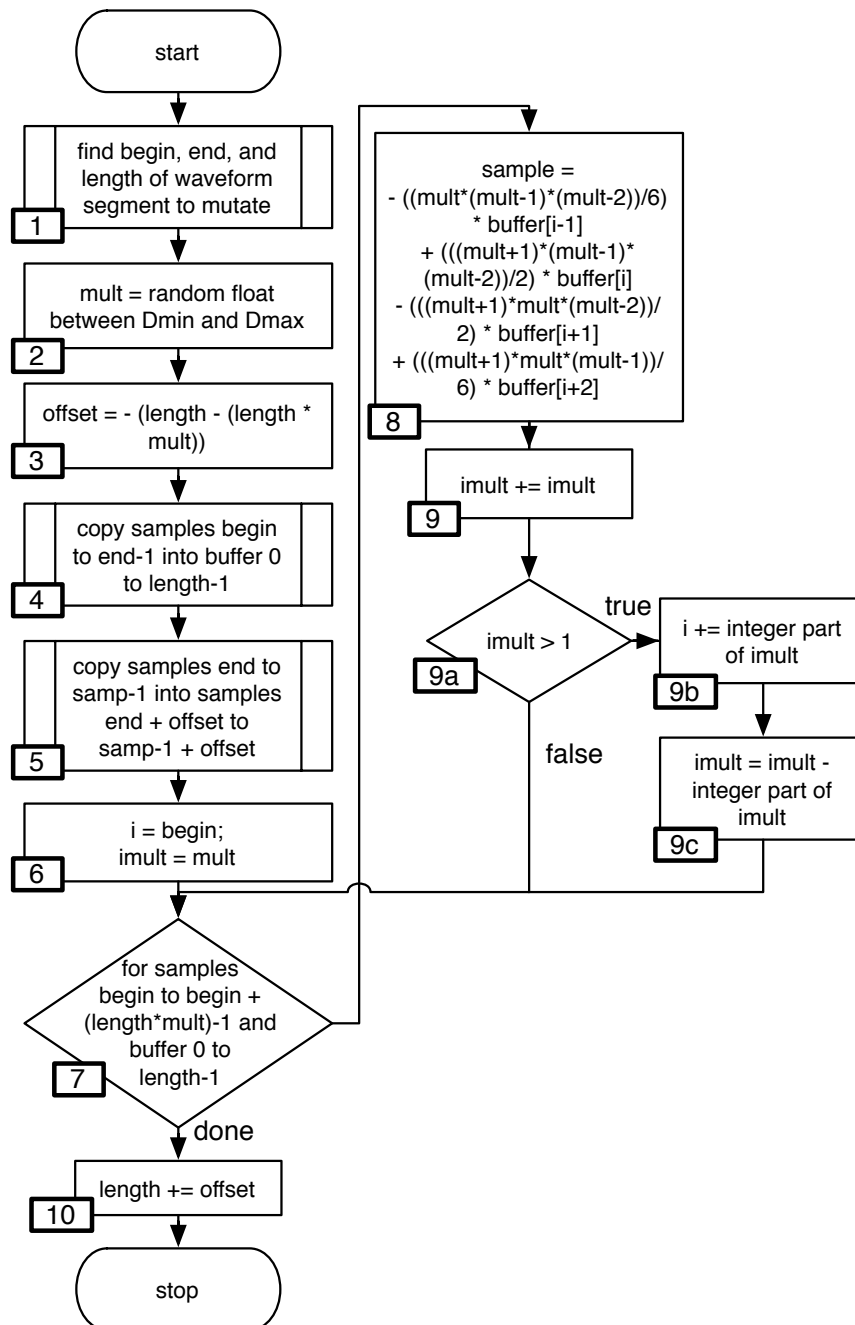 start
find begin, end, and
length of waveform
segment to mutate
1
mult = random float
between Dmin and Dmax
2
offset = - (length - (length *
mult))
3
copy samples begin
to end-1 into buffer 0
to length-1
4
copy samples end to
samp-1 into samples
end + offset to
samp-1 + offset
5
i = begin;
imult = mult
6
for samples
begin to begin +
(length*mult)-1 and
buffer 0 to
length-1
7
done
length += offset
10
stop
sample =
- ((mult*(mult-1)*(mult-2))/6)
* buffer[i-1]
+ (((mult+1)*(mult-1)*
(mult-2))/2) * buffer[i]
- (((mult+1)*mult*(mult-2))/
2) * buffer[i+1]
+ (((mult+1)*mult*(mult-1))/
6) * buffer[i+2]
8
imult += imult
9
imult > 1
9a
true
false
i += integer part
of imult
9b
imult = imult -
integer part of
imult
9c